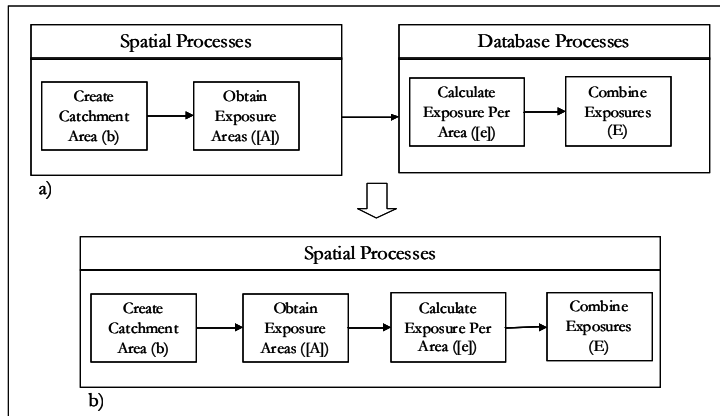 Spatial Processes
Create
Catchment
Area (b)
Obtain
Exposure
Areas ([A])
Database Processes
Calculate
Exposure Per
Area ([e])
Combine
Exposures
(E)
a)
Spatial Processes
Create
Catchment
Area (b)
Obtain
Exposure
Areas ([A])
Calculate
Exposure Per
Area ([e])
Combine
Exposures
(E)
b)